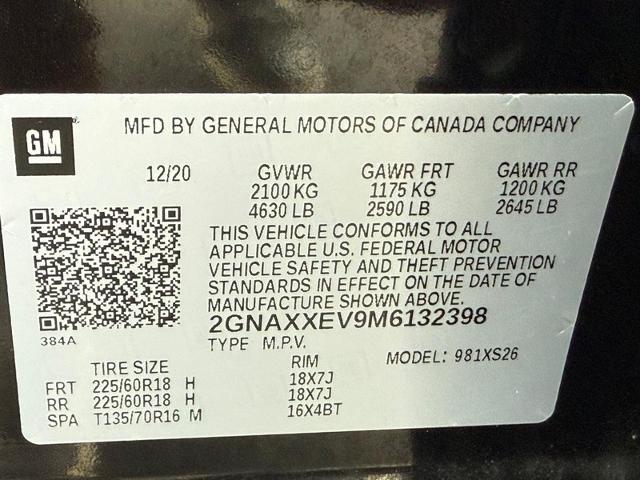 GM
MFD BY GENERAL MOTORS OF CANADA COMPANY
12/20 GVWR GAWR FRT GAWR RR
2100 KG 1175 KG 1200 KG
4630 LB 2590 LB 2645 LB
THIS VEHICLE CONFORMS TO ALL
APPLICABLE U.S. FEDERAL MOTOR
VEHICLE SAFETY AND THEFT PREVENTION
STANDARDS IN EFFECT ON THE DATE OF
MANUFACTURE SHOWN ABOVE.
2GNAXXEV9M6132398
384A
TYPE M.P.V. MODEL: 981XS26
TIRE SIZE RIM
FRT 225/60R18 H 18X7J
RR 225/60R18 H 18X7J
SPA T135/70R16 M 16X4BT